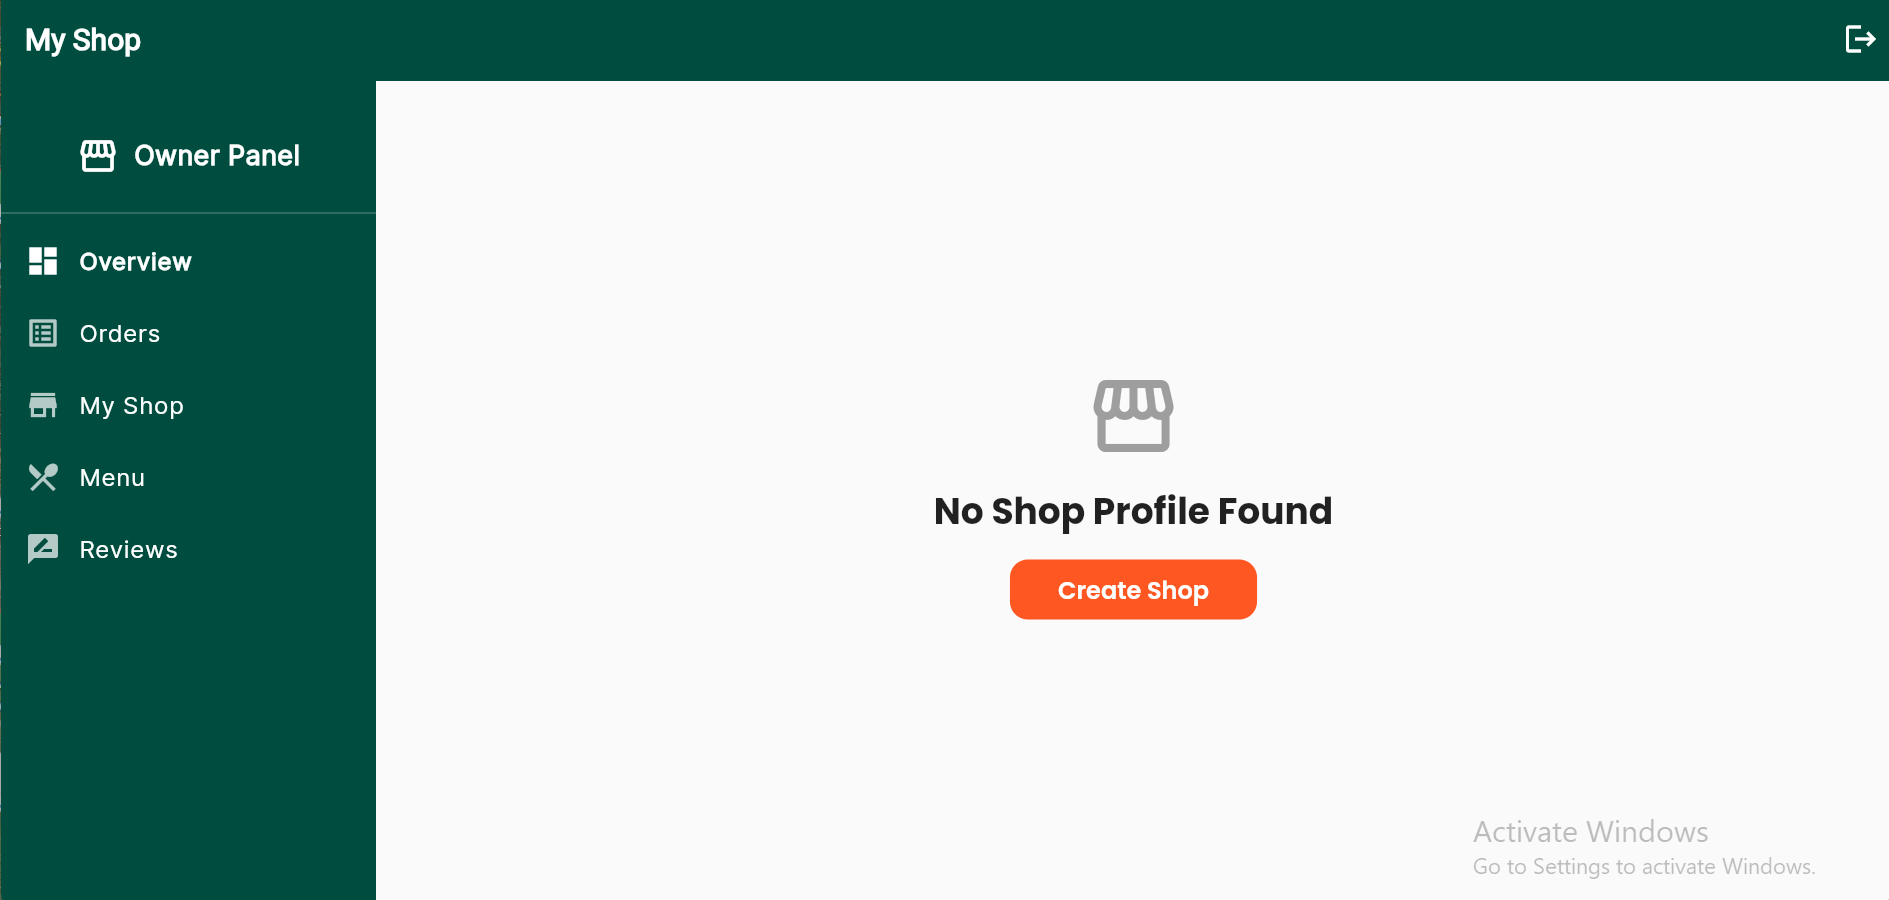 My Shop
Owner Panel
Overview
Orders
My Shop
Menu
Reviews
No Shop Profile Found
Create Shop
Activate Windows
Go to Settings to activate Windows.